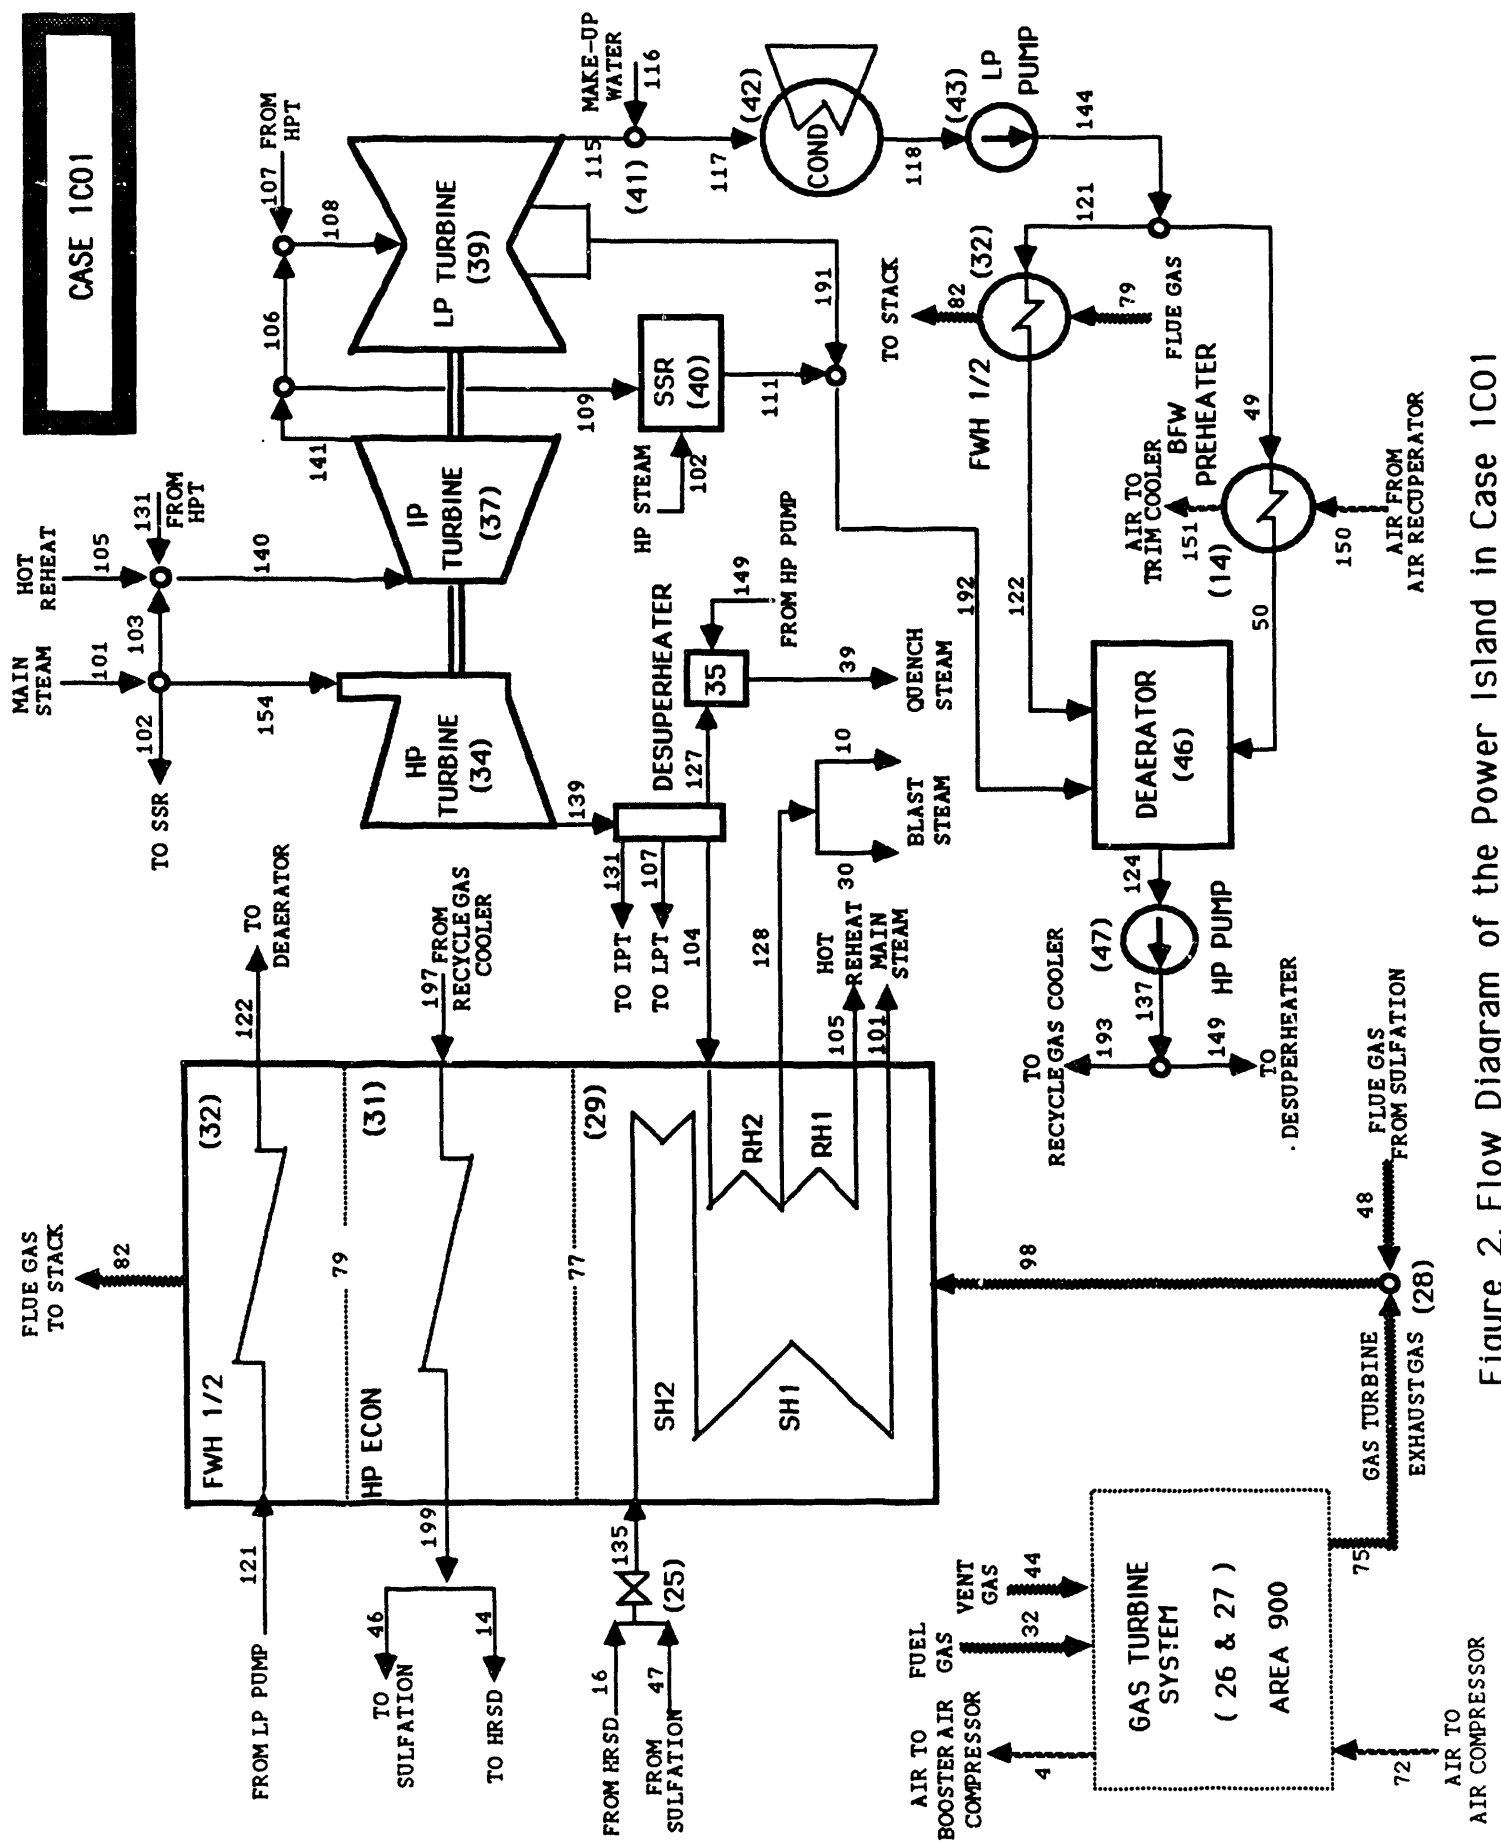 CASE 1CO1
MAIN
STEAM
101
HOT
REHEAT
105
131
FROM
HPT
107 FROM
HPT
102
TO SSR
103
154
140
141
106
108
HP
TURBINE
(34)
IP
TURBINE
(37)
LP TURBINE
(39)
109
HP STEAM
102
SSR
(40)
111
191
115
(41)
MAKE-UP
WATER
116
117
(42)
COND
118
(43)
LP
PUMP
144
121
TO STACK
82
(32)
FWH 1/2
79
FLUE GAS
BFW
PREHEATER
49
AIR TO
TRIM COOLER
151
(14)
150
AIR FROM
AIR RECUPERATOR
50
122
192
DEAERATOR
(46)
124
(47)
HP PUMP
137
193
TO
RECYCLE GAS COOLER
149
TO
DESUPERHEATER
139
DESUPERHEATER
127
35
149
FROM HP PUMP
39
QUENCH
STEAM
131
TO IPT
107
TO LPT
104
128
10
30
BLAST
STEAM
HOT
REHEAT
105
MAIN
STEAM
101
TO
DEAERATOR
122
197 FROM
RECYCLE GAS
COOLER
FLUE GAS
TO STACK
82
(32)
FWH 1/2
79
(31)
HP ECON
77
(29)
SH2
SH1
RH2
RH1
121
FROM LP PUMP
199
46
TO
SULFATION
14
TO HRSD
135
(25)
16
FROM HRSD
47
FROM
SULFATION
98
FLUE GAS
FROM SULFATION
48
(28)
GAS TURBINE
EXHAUST GAS
75
VENT
GAS
44
FUEL
GAS
32
AIR TO
BOOSTER AIR
COMPRESSOR
4
GAS TURBINE
SYSTEM
( 26 & 27 )
AREA 900
72
AIR TO
AIR COMPRESSOR
Figure 2. Flow Diagram of the Power Island in Case 1CO1